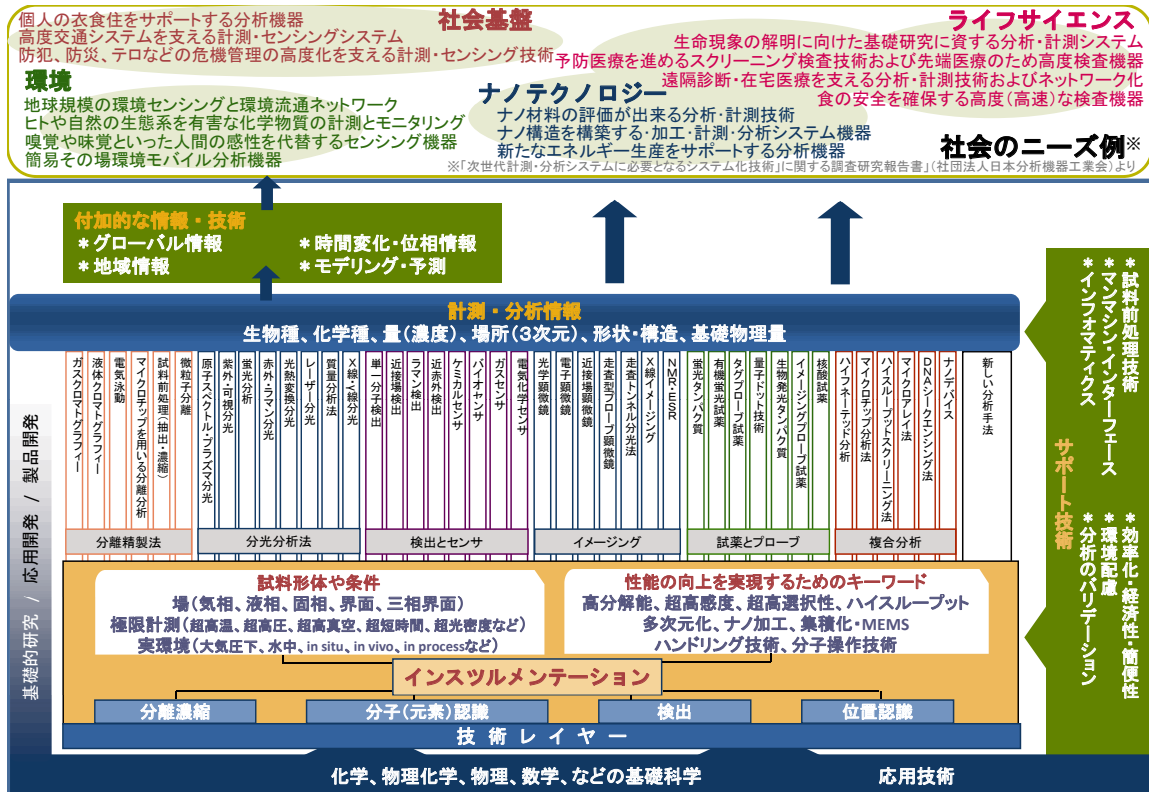 個人の衣食住をサポートする分析機器
高度交通システムを支える計測・センシングシステム
防犯、防災、テロなどの危機管理の高度化を支える計測・センシング技術
社会基盤
ライフサイエンス
生命現象の解明に向けた基礎研究に資する分析・計測システム
予防医療を進めるスクリーニング検査技術および先端医療のため高度検査機器
遠隔診断・在宅医療を支える分析・計測技術およびネットワーク化
食の安全を確保する高度(高速)な検査機器
環境
地球規模の環境センシングと環境流通ネットワーク
ヒトや自然の生態系を有害な化学物質の計測とモニタリング
嗅覚や味覚といった人間の感性を代替するセンシング機器
簡易その場環境モバイル分析機器
ナノテクノロジー
ナノ材料の評価が出来る分析・計測技術
ナノ構造を構築する・加工・計測・分析システム機器
新たなエネルギー生産をサポートする分析機器
社会のニーズ例※
※「次世代計測・分析システムに必要となるシステム化技術」に関する調査研究報告書」(社団法人日本分析機器工業会)より
付加的な情報・技術
*グローバル情報
*時間変化・位相情報
*地域情報
*モデリング・予測
計測・分析情報
生物種、化学種、量(濃度)、場所(3次元)、形状・構造、基礎物理量
ガスクロマトグラフィー
液体クロマトグラフィー
電気泳動
マイクロチップを用いる分離分析
試料前処理(抽出・濃縮)
微粒子分離
原子スペクトル・プラズマ分光
紫外・可視分光
蛍光分析
赤外・ラマン分光
光熱変換分光
レーザー分光
質量分析法
X線・γ線分光
単一分子検出
近接場検出
ラマン検出
近赤外検出
ケミカルセンサ
バイオセンサ
ガスセンサ
電気化学センサ
光学顕微鏡
電子顕微鏡
近接場顕微鏡
走査型プローブ顕微鏡
走査トンネル分光法
X線イメージング
NMR・ESR
蛍光タンパク質
有機蛍光試薬
タグプローブ試薬
量子ドット技術
生物発光タンパク質
イメージングプローブ試薬
核酸試薬
ハイフネーテッド分析
マイクロチップ分析法
ハイスループットスクリーニング法
マイクロアレイ法
DNAシークエンシング法
ナノデバイス
新しい分析手法
分離精製法
分光分析法
検出とセンサ
イメージング
試薬とプローブ
複合分析
試料形体や条件
場(気相、液相、固相、界面、三相界面)
極限計測(超高温、超高圧、超高真空、超短時間、超光密度など)
実環境(大気圧下、水中、in situ、in vivo、in processなど)
性能の向上を実現するためのキーワード
高分解能、超高感度、超高選択性、ハイスループット
多次元化、ナノ加工、集積化・MEMS
ハンドリング技術、分子操作技術
インスツルメンテーション
分離濃縮
分子(元素)認識
検出
位置認識
技術レイヤー
化学、物理化学、物理、数学、などの基礎科学
応用技術
基礎的研究 / 応用開発 / 製品開発
サポート技術
*試料前処理技術
*マンマシン・インターフェース
*インフォマティクス
*効率化・経済性・簡便性
*環境配慮
*分析のバリデーション